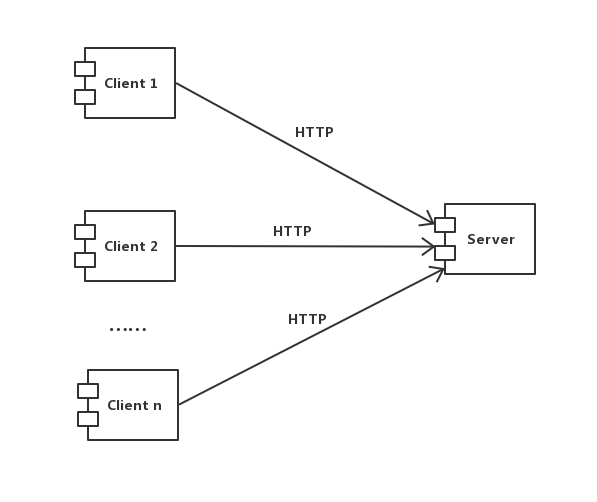 Client 1
HTTP
Client 2
HTTP
Server
......
HTTP
Client n